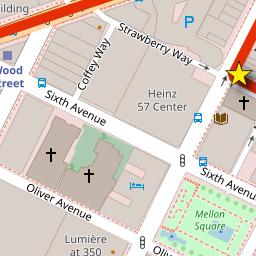 ilding
Strawberry Way
Coffey Way
Wood
Street
Heinz
57 Center
Sixth Avenue
Sixth Avenue
Oliver Avenue
Mellon
Square
Lumière
at 350